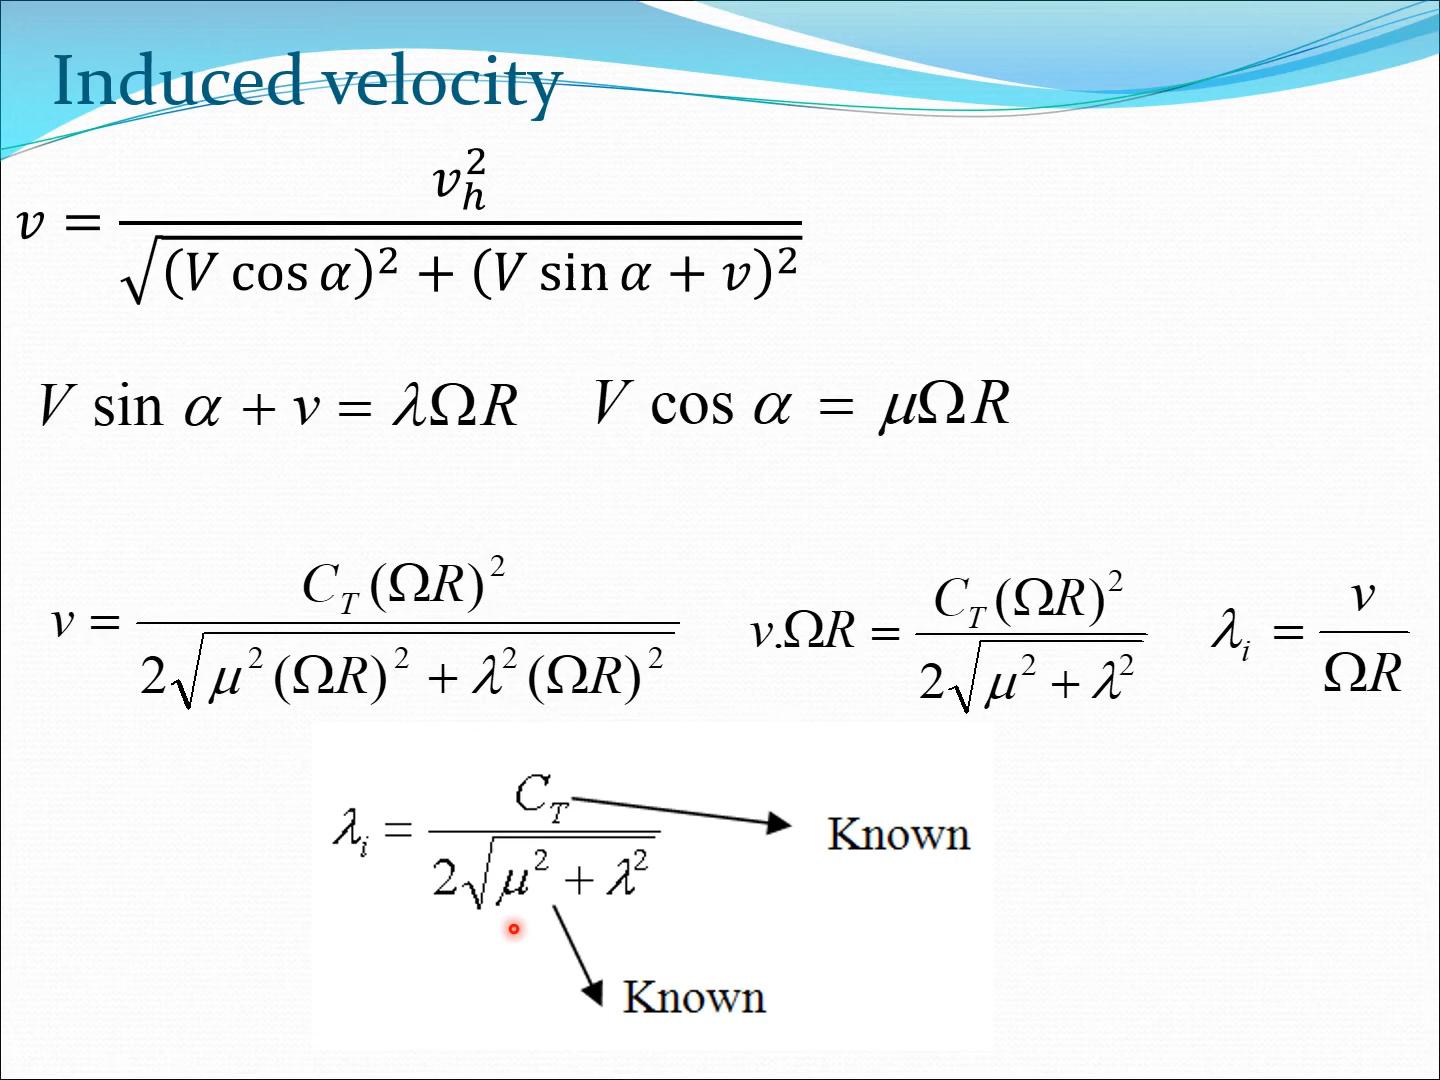 Induced velocity
v = v_h^2 / √((V cos α)^2 + (V sin α + v)^2)
V sin α + v = λΩR V cos α = μΩR
v = C_T (ΩR)^2 / 2√(μ^2 (ΩR)^2 + λ^2 (ΩR)^2) v.ΩR = C_T (ΩR)^2 / 2√(μ^2 + λ^2) λ_i = v / ΩR
λ_i = C_T / 2√(μ^2 + λ^2) Known
Known